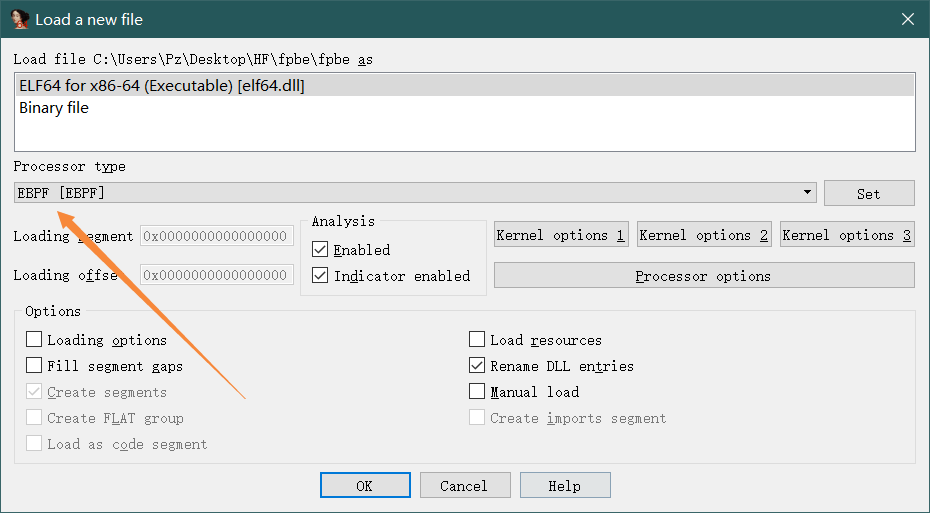 Load a new file
Load file C:\Users\Pz\Desktop\HF\fpbe\fpbe as
ELF64 for x86-64 (Executable) [elf64.dll]
Binary file
Processor type
EBPF [EBPF]
Set
Loading segment 0x0000000000000000
Loading offse 0x0000000000000000
Analysis
Enabled
Indicator enabled
Kernel options 1 Kernel options 2 Kernel options 3
Processor options
Options
Loading options
Fill segment gaps
Create segments
Create FLAT group
Load as code segment
Load resources
Rename DLL entries
Manual load
Create imports segment
OK Cancel Help